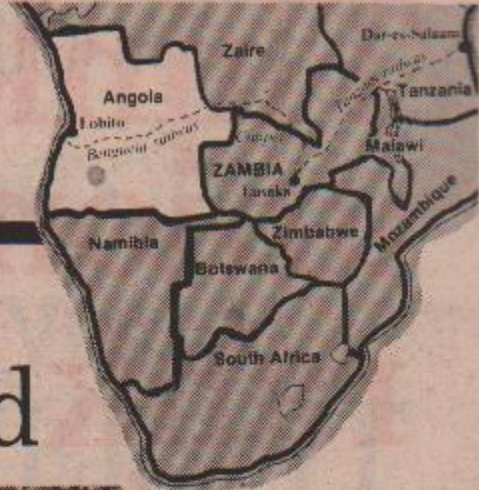 Zaire
Dar-es-Salaam
Angola
Tanzania
Lobito
Benguela railway
Malawi
ZAMBIA
Lusaka
Mozambique
Namibia
Zimbabwe
Botswana
South Africa
d